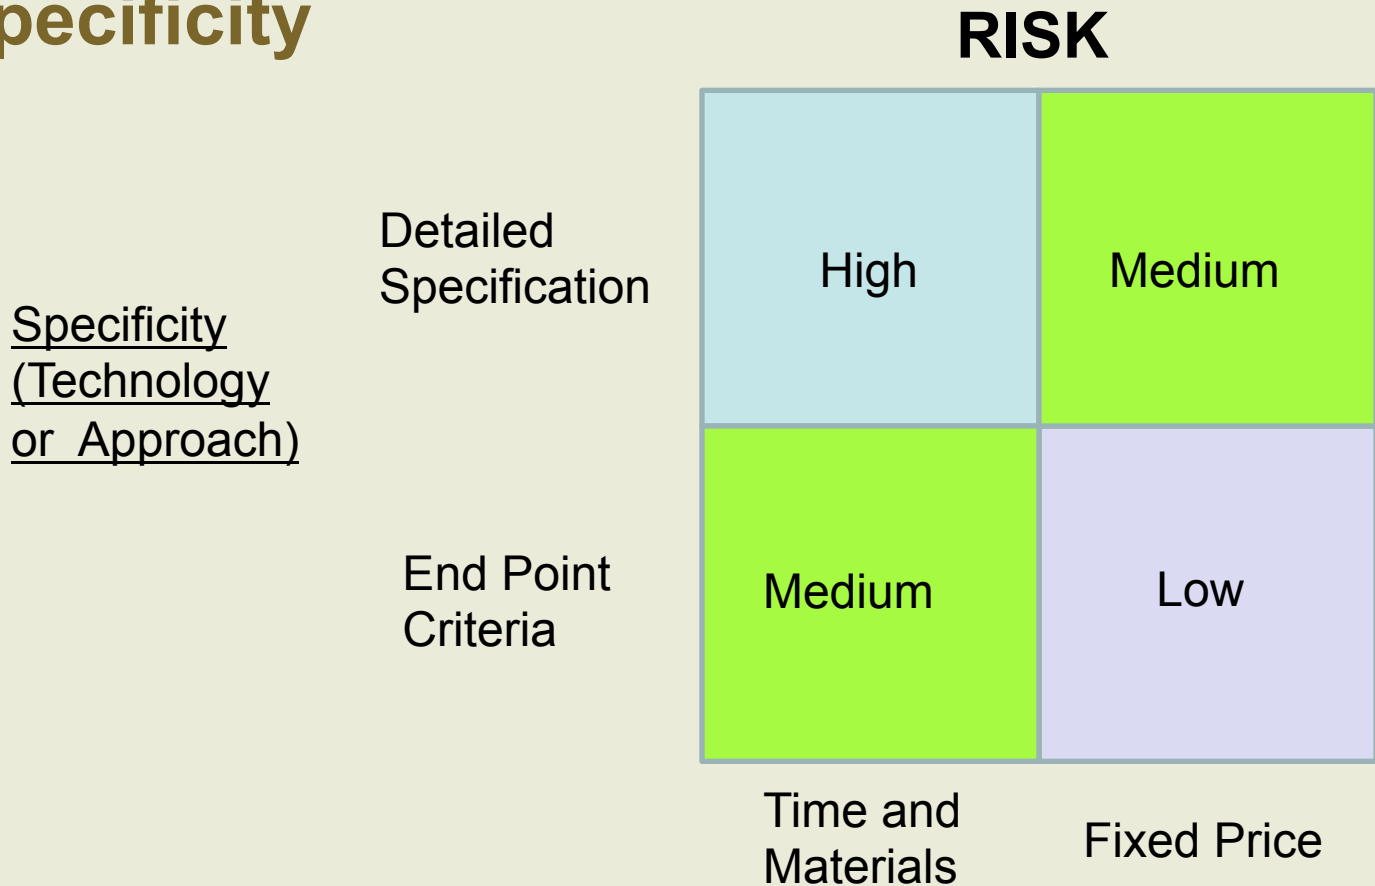 pecificity
RISK
Detailed
Specification
High
Medium
Specificity
(Technology
or Approach)
End Point
Criteria
Medium
Low
Time and
Materials
Fixed Price